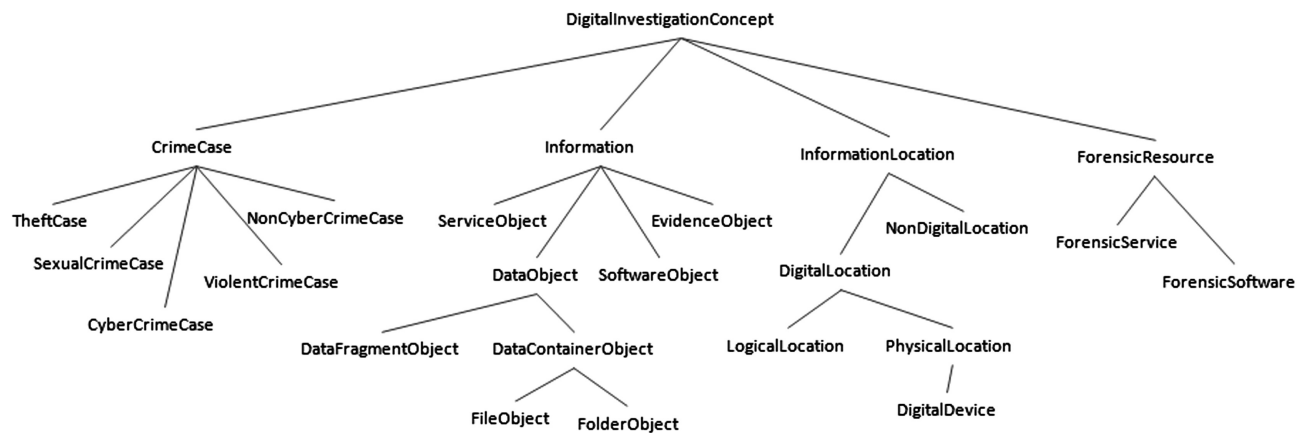 DigitalInvestigationConcept
CrimeCase
Information
InformationLocation
ForensicResource
TheftCase
NonCyberCrimeCase
ServiceObject
EvidenceObject
NonDigitalLocation
ForensicService
SexualCrimeCase
ViolentCrimeCase
DataObject
SoftwareObject
DigitalLocation
ForensicSoftware
CyberCrimeCase
DataFragmentObject
DataContainerObject
LogicalLocation
PhysicalLocation
FileObject
FolderObject
DigitalDevice